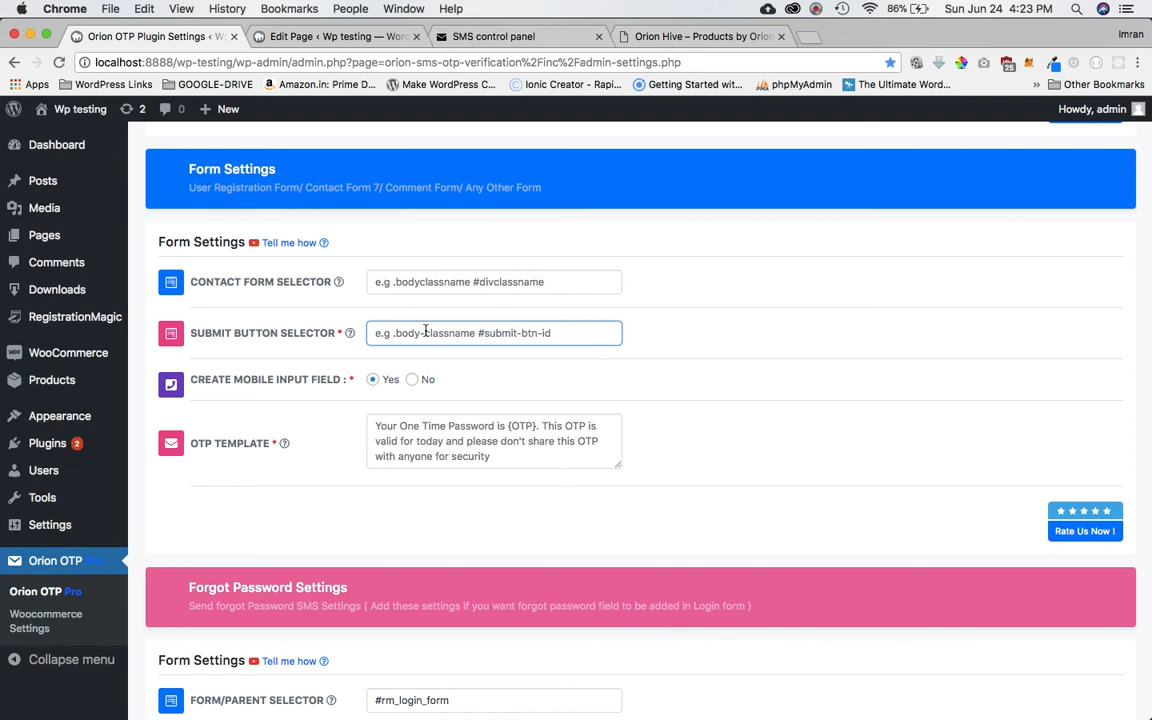 Chrome File Edit View History Bookmarks People Window Help 86% Sun Jun 24 4:23 PM
Orion OTP Plugin Settings ‹ W × Edit Page ‹ Wp testing — Wor × SMS control panel × Orion Hive – Products by Orion × Imran
localhost:8888/wp-testing/wp-admin/admin.php?page=orion-sms-otp-verification%2Finc%2Fadmin-settings.php 25
Apps WordPress Links GOOGLE-DRIVE Amazon.in: Prime D... Make WordPress C... Ionic Creator - Rapi... Getting Started wit... phpMyAdmin The Ultimate Word... » Other Bookmarks
Wp testing 2 0 + New Howdy, admin
Dashboard
Posts
Media
Pages
Comments
Downloads
RegistrationMagic
WooCommerce
Products
Appearance
Plugins 2
Users
Tools
Settings
Orion OTP Pro
Orion OTP Pro
Woocommerce
Settings
Collapse menu
Form Settings
User Registration Form/ Contact Form 7/ Comment Form/ Any Other Form
Form Settings Tell me how ?
CONTACT FORM SELECTOR ? e.g .bodyclassname #divclassname
SUBMIT BUTTON SELECTOR * ? e.g .body-classname #submit-btn-id
CREATE MOBILE INPUT FIELD : * Yes No
OTP TEMPLATE * ?
Your One Time Password is {OTP}. This OTP is
valid for today and please don't share this OTP
with anyone for security
Rate Us Now !
Forgot Password Settings
Send forgot Password SMS Settings ( Add these settings if you want forgot password field to be added in Login form )
Form Settings Tell me how ?
FORM/PARENT SELECTOR ? #rm_login_form